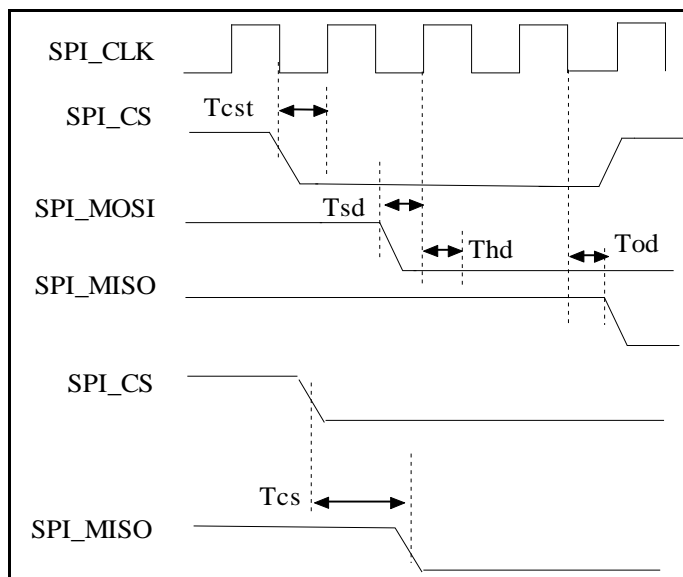 SPI_CLK
Tcst
SPI_CS
Tsd
SPI_MOSI
Thd
Tod
SPI_MISO
SPI_CS
Tcs
SPI_MISO